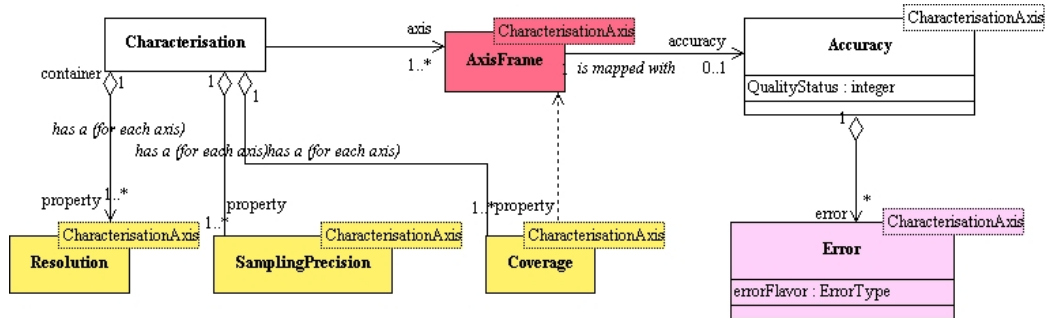 CharacterisationAxis
Characterisation
axis
CharacterisationAxis
accuracy
Accuracy
AxisFrame
container
1
1
1
1..*
1
is mapped with
0..1
QualityStatus : integer
1
has a (for each axis)
has a (for each axis)
has a (for each axis)
property
1..*
1..*
property
1..*
property
error
*
CharacterisationAxis
CharacterisationAxis
CharacterisationAxis
CharacterisationAxis
Resolution
SamplingPrecision
Coverage
Error
errorFlavor : ErrorType